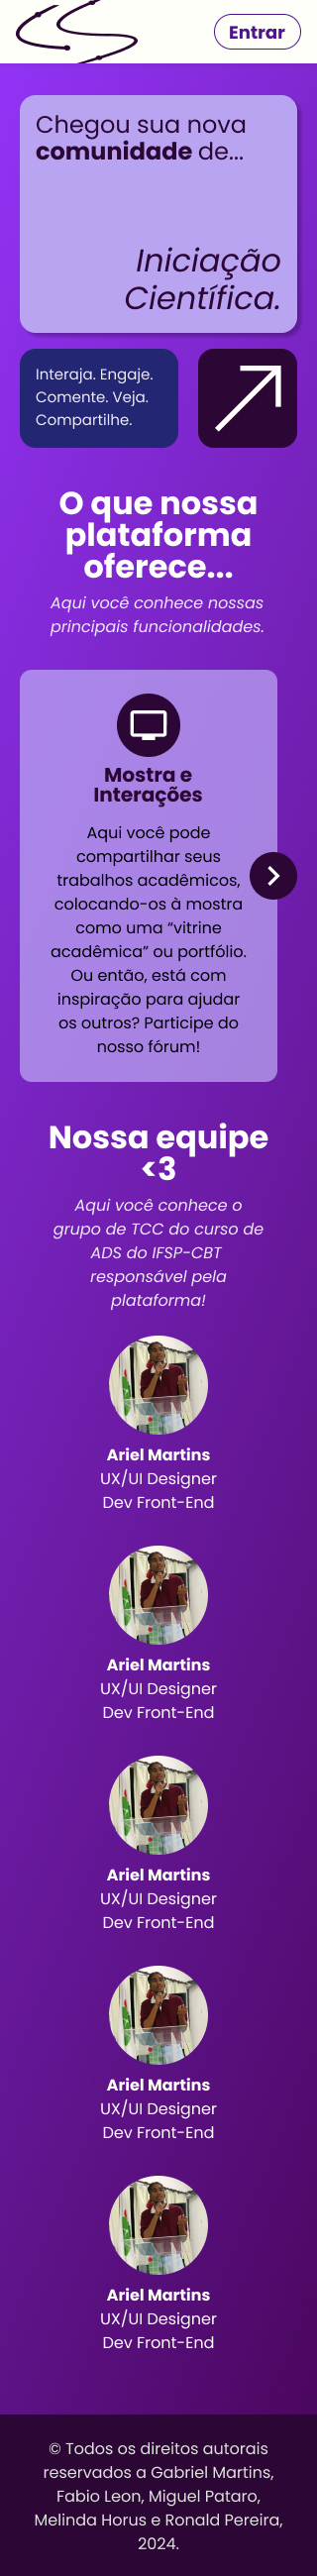 Entrar
Chegou sua nova
comunidade de...
Iniciação
Científica.
Interaja. Engaje.
Comente. Veja.
Compartilhe.
O que nossa
plataforma
oferece...
Aqui você conhece nossas
principais funcionalidades.
Mostra e
Interações
Aqui você pode
compartilhar seus
trabalhos acadêmicos,
colocando-os à mostra
como uma “vitrine
acadêmica” ou portfólio.
Ou então, está com
inspiração para ajudar
os outros? Participe do
nosso fórum!
Nossa equipe
<3
Aqui você conhece o
grupo de TCC do curso de
ADS do IFSP-CBT
responsável pela
plataforma!
Ariel Martins
UX/UI Designer
Dev Front-End
Ariel Martins
UX/UI Designer
Dev Front-End
Ariel Martins
UX/UI Designer
Dev Front-End
Ariel Martins
UX/UI Designer
Dev Front-End
Ariel Martins
UX/UI Designer
Dev Front-End
© Todos os direitos autorais
reservados a Gabriel Martins,
Fabio Leon, Miguel Pataro,
Melinda Horus e Ronald Pereira,
2024.